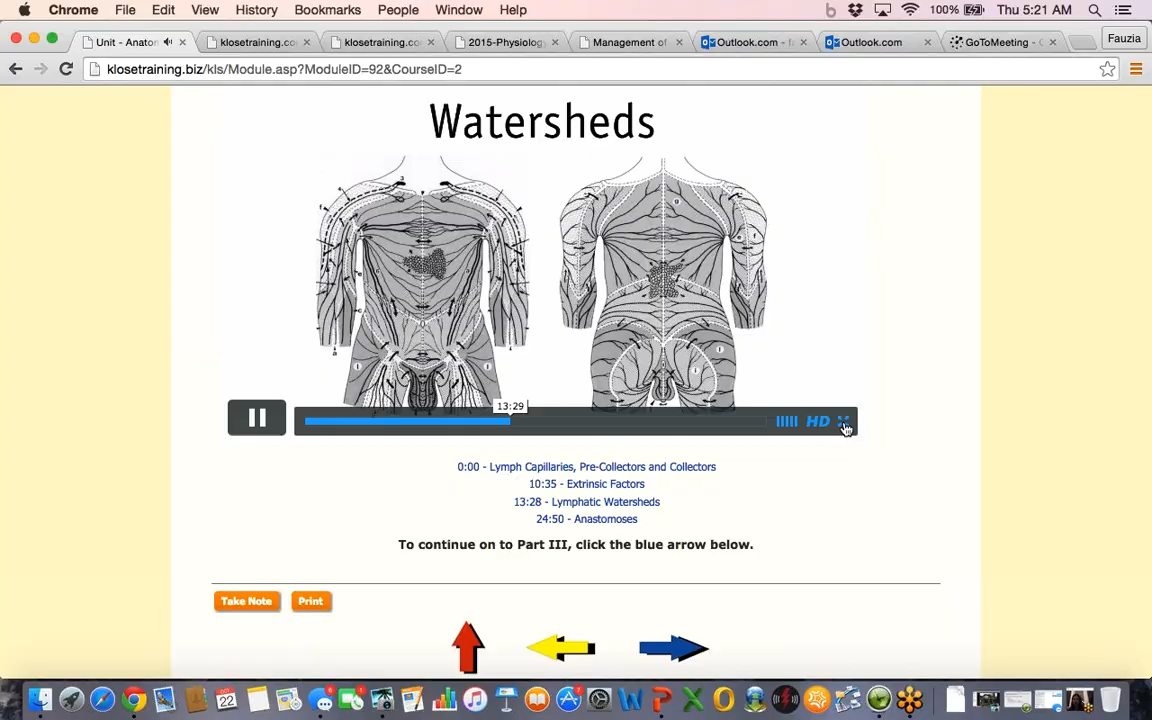 Chrome File Edit View History Bookmarks People Window Help 100% Thu 5:21 AM
Unit - Anaton klosetraining.co klosetraining.co 2015-Physiology Management of Outlook.com - f Outlook.com GoToMeeting - Fauzia
klosetraining.biz/kls/Module.asp?ModuleID=92&CourseID=2
Watersheds
13:29
HD
0:00 - Lymph Capillaries, Pre-Collectors and Collectors
10:35 - Extrinsic Factors
13:28 - Lymphatic Watersheds
24:50 - Anastomoses
To continue on to Part III, click the blue arrow below.
Take Note Print